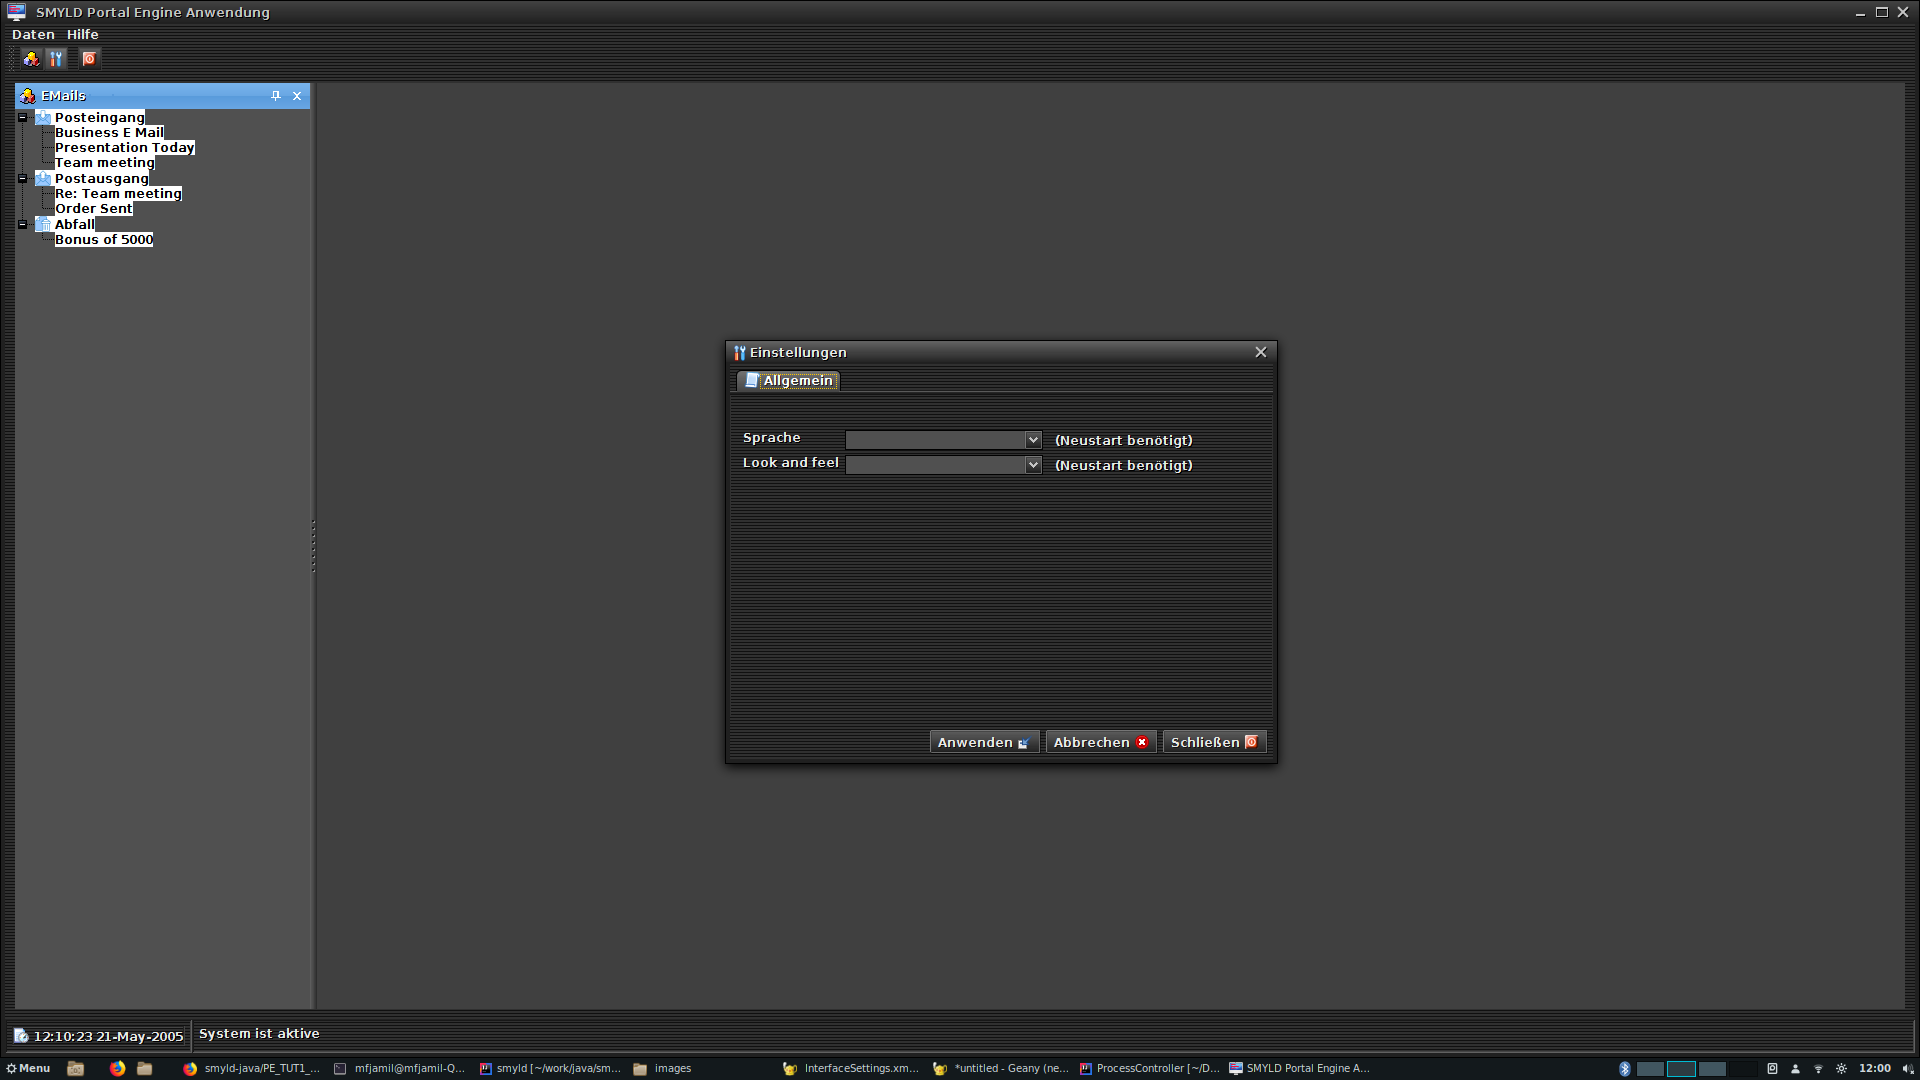 SMYLD Portal Engine Anwendung
Daten Hilfe
EMails
Posteingang
Business E Mail
Presentation Today
Team meeting
Postausgang
Re: Team meeting
Order Sent
Abfall
Bonus of 5000
Einstellungen
Allgemein
Sprache (Neustart benötigt)
Look and feel (Neustart benötigt)
Anwenden Abbrechen Schließen
12:10:23 21-May-2005 System ist aktive
Menu smyld-java/PE_TUT1_... mfjamil@mfjamil-Q... smyld [~/work/java/sm... images InterfaceSettings.xm... *untitled - Geany (ne... ProcessController [~/D... SMYLD Portal Engine A... 12:00